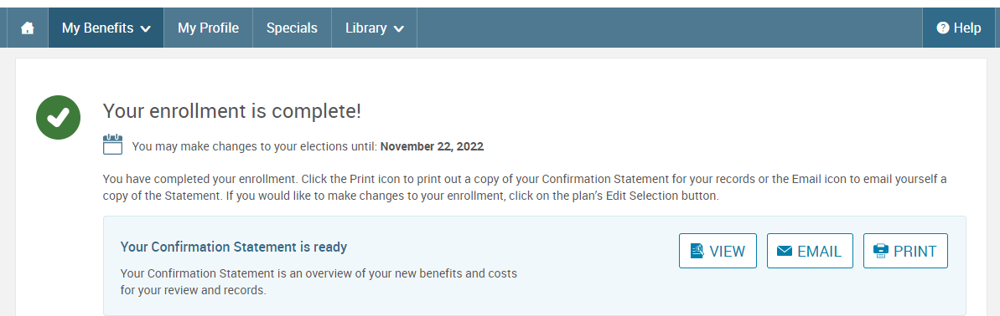 My Benefits My Profile Specials Library Help
Your enrollment is complete!
You may make changes to your elections until: November 22, 2022
You have completed your enrollment. Click the Print icon to print out a copy of your Confirmation Statement for your records or the Email icon to email yourself a
copy of the Statement. If you would like to make changes to your enrollment, click on the plan’s Edit Selection button.
Your Confirmation Statement is ready
VIEW EMAIL PRINT
Your Confirmation Statement is an overview of your new benefits and costs
for your review and records.